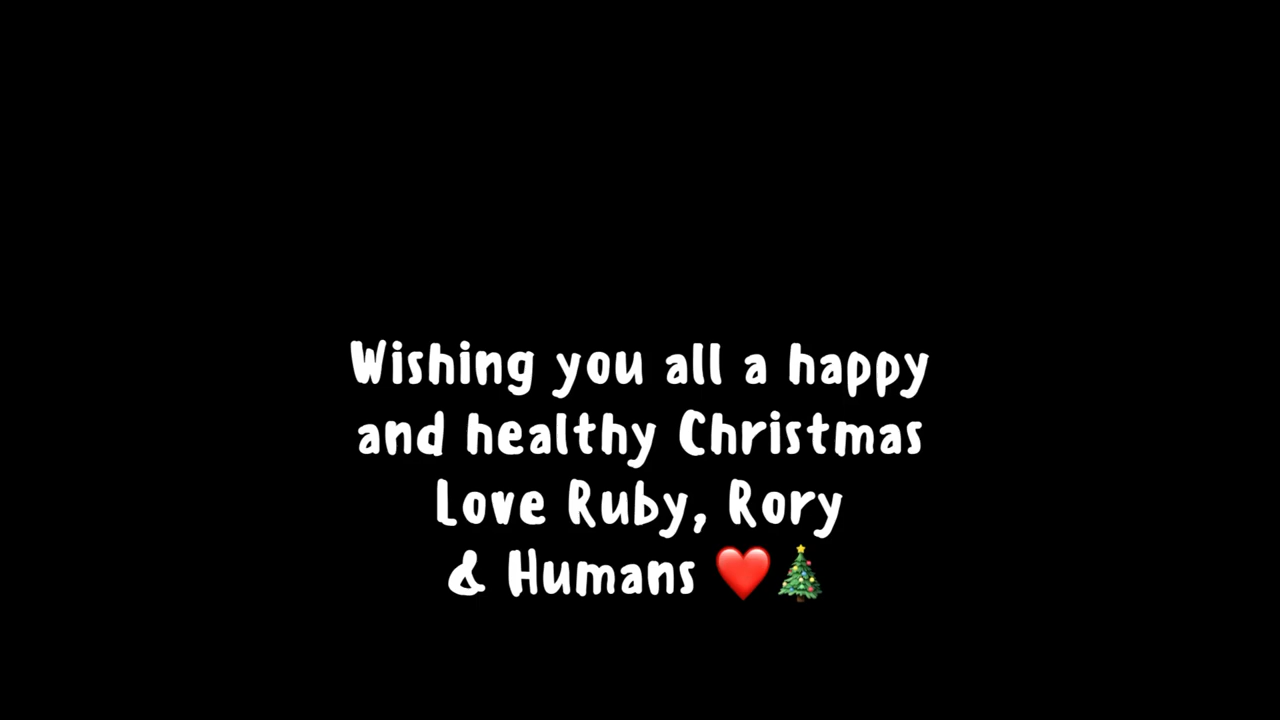 Wishing you all a happy
and healthy Christmas
Love Ruby, Rory
& Humans ❤️🎄